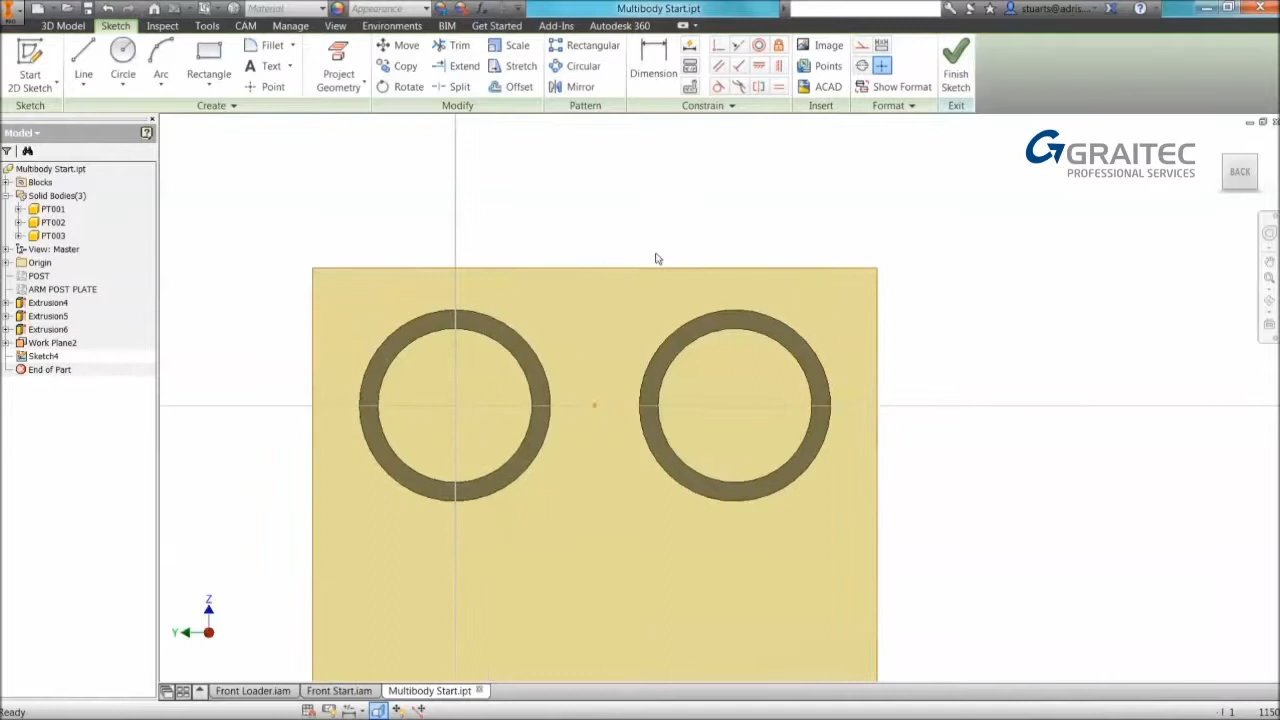 Material
Appearance
Multibody Start.ipt
stuarts@adris...
PRO
3D Model
Sketch
Inspect
Tools
CAM
Manage
View
Environments
BIM
Get Started
Add-Ins
Autodesk 360
Start
2D Sketch
Line
Circle
Arc
Rectangle
Fillet
Text
Point
Project
Geometry
Move
Copy
Rotate
Trim
Extend
Split
Scale
Stretch
Offset
Rectangular
Circular
Mirror
Dimension
Image
Points
ACAD
Show Format
Finish
Sketch
Sketch
Create
Modify
Pattern
Constrain
Insert
Format
Exit
Model
Multibody Start.ipt
Blocks
Solid Bodies(3)
PT001
PT002
PT003
View: Master
Origin
POST
ARM POST PLATE
Extrusion4
Extrusion5
Extrusion6
Work Plane2
Sketch4
End of Part
GRAITEC
PROFESSIONAL SERVICES
BACK
Z
Y
Front Loader.iam
Front Start.iam
Multibody Start.ipt
Ready
1
1150